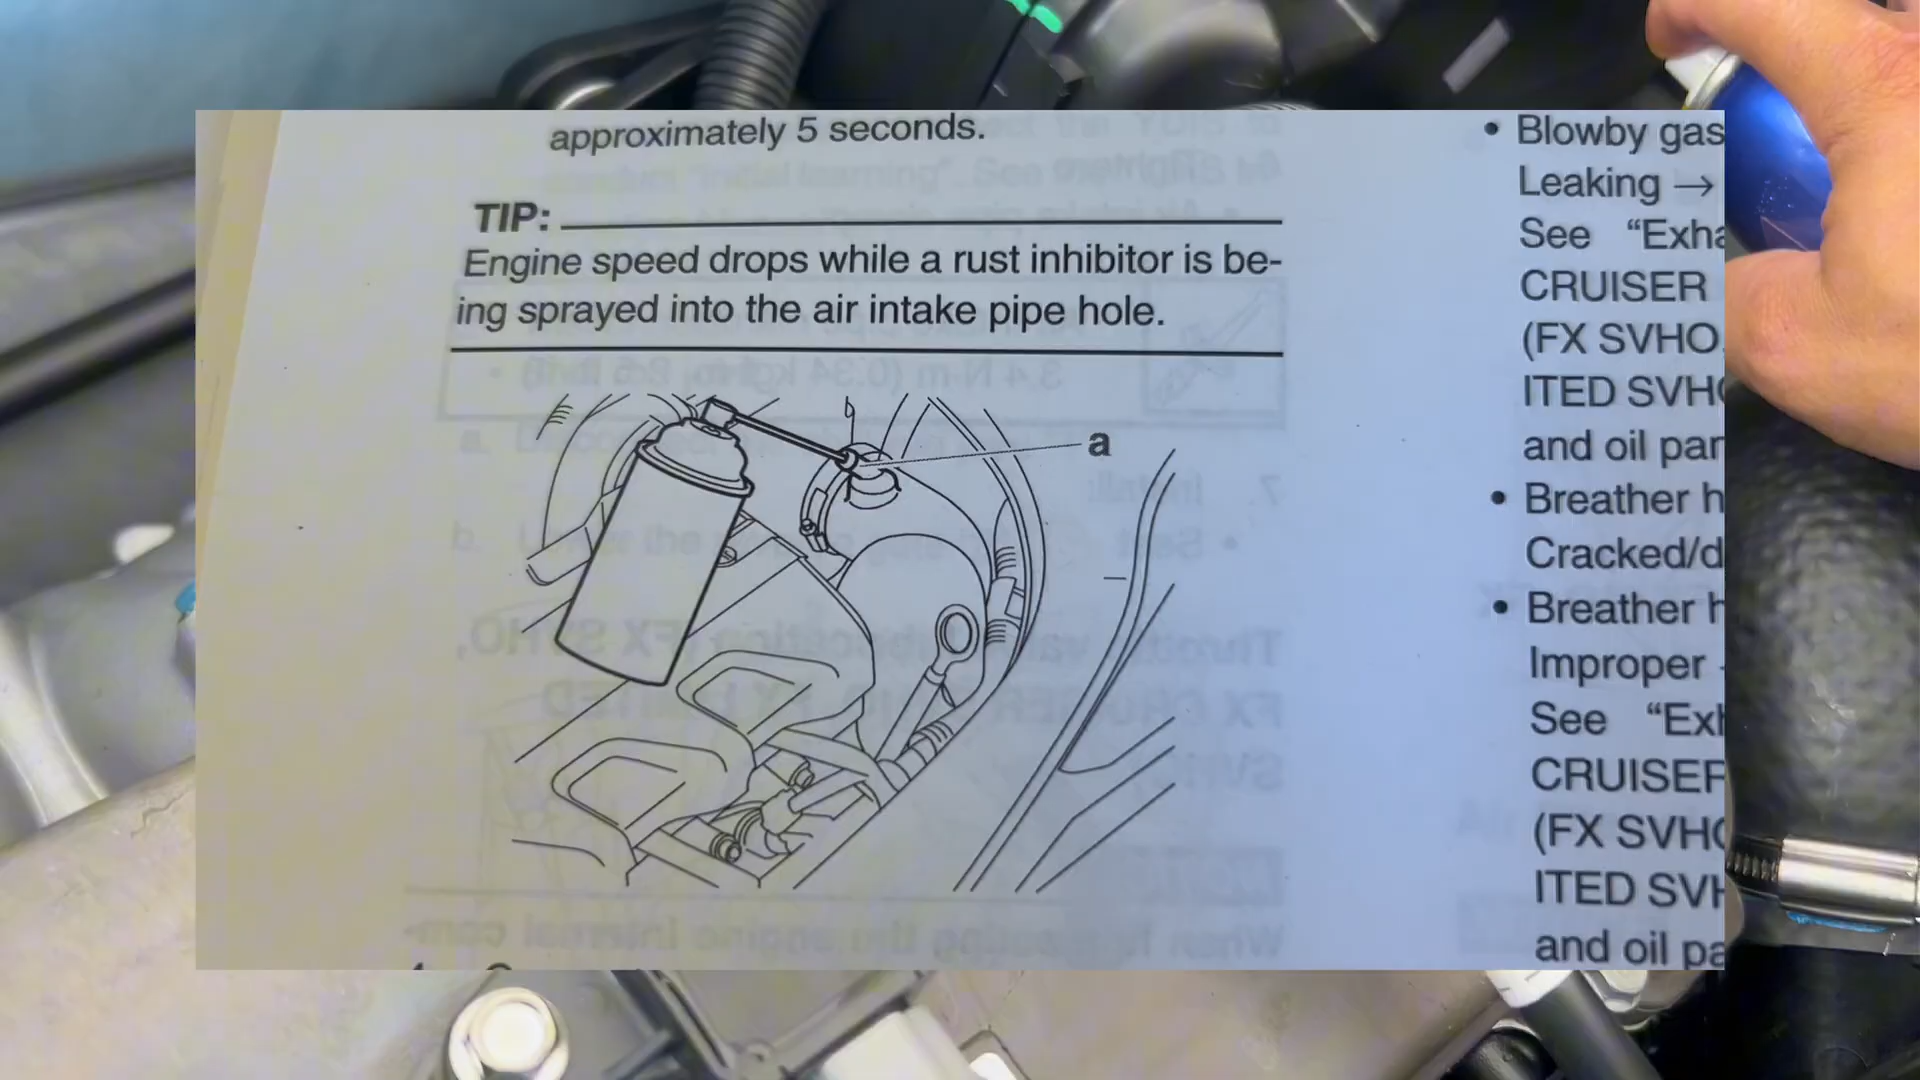 approximately 5 seconds.
TIP:
Engine speed drops while a rust inhibitor is be-
ing sprayed into the air intake pipe hole.
a
• Blowby gas
Leaking →
See “Exha
CRUISER
(FX SVHO,
ITED SVHO
and oil par
• Breather h
Cracked/d
• Breather h
Improper
See “Exh
CRUISER
(FX SVHO
ITED SVH
and oil pa